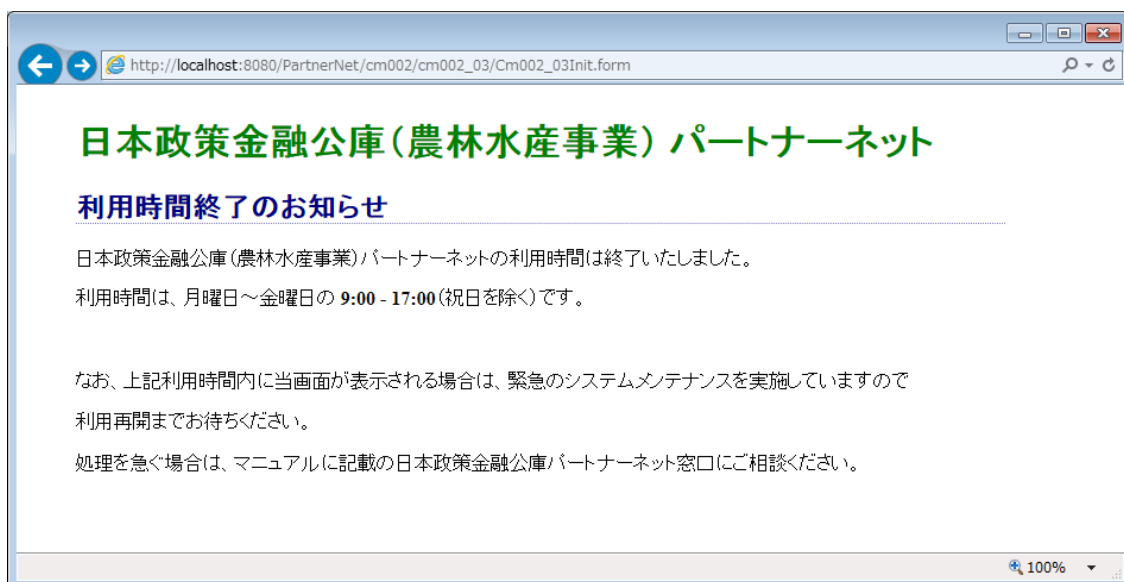 http://localhost:8080/PartnerNet/cm002/cm002_03/Cm002_03Init.form
日本政策金融公庫（農林水産事業） パートナーネット
利用時間終了のお知らせ
日本政策金融公庫（農林水産事業）パートナーネットの利用時間は終了いたしました。
利用時間は、月曜日～金曜日の 9:00 - 17:00（祝日を除く）です。
なお、上記利用時間内に当画面が表示される場合は、緊急のシステムメンテナンスを実施していますので
利用再開までお待ちください。
処理を急ぐ場合は、マニュアルに記載の日本政策金融公庫パートナーネット窓口にご相談ください。
100%